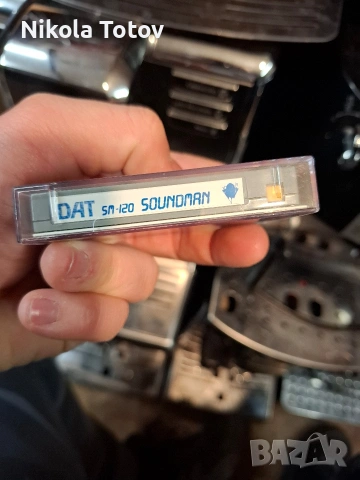 Nikola Totov
DAT SM-120 SOUNDMAN
BAZAR